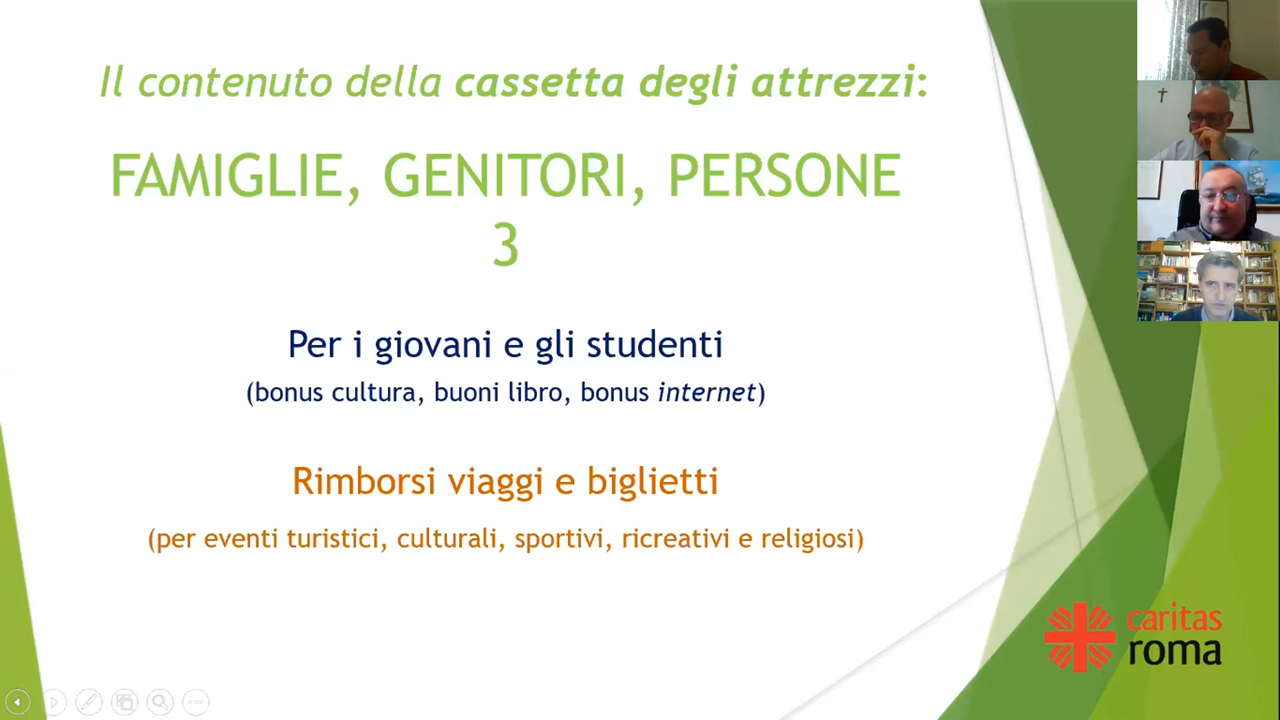 Il contenuto della cassetta degli attrezzi:
FAMIGLIE, GENITORI, PERSONE
3
Per i giovani e gli studenti
(bonus cultura, buoni libro, bonus internet)
Rimborsi viaggi e biglietti
(per eventi turistici, culturali, sportivi, ricreativi e religiosi)
caritas
roma